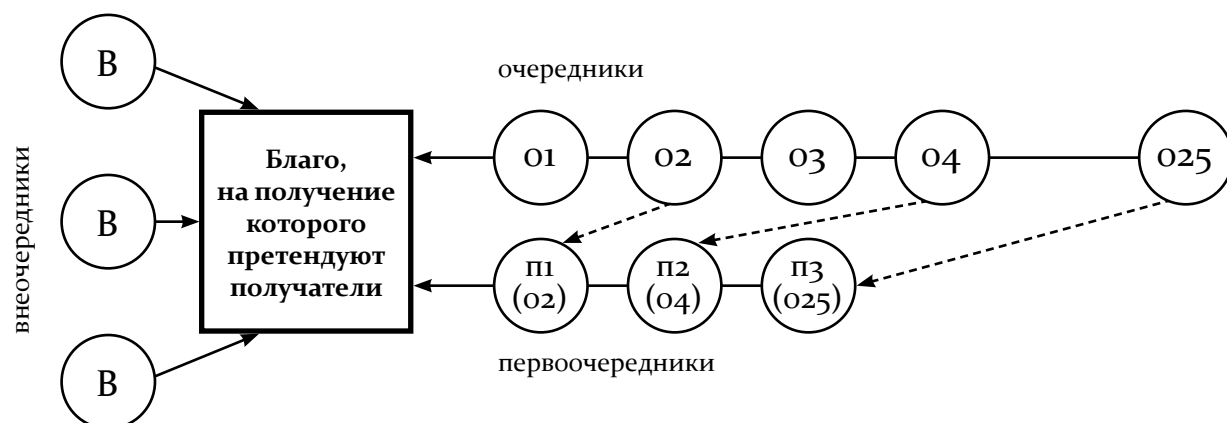 внеочередники
В
В
В
Благо,
на получение
которого
претендуют
получатели
очередники
о1
о2
о3
о4
о25
п1
(о2)
п2
(о4)
п3
(о25)
первоочередники